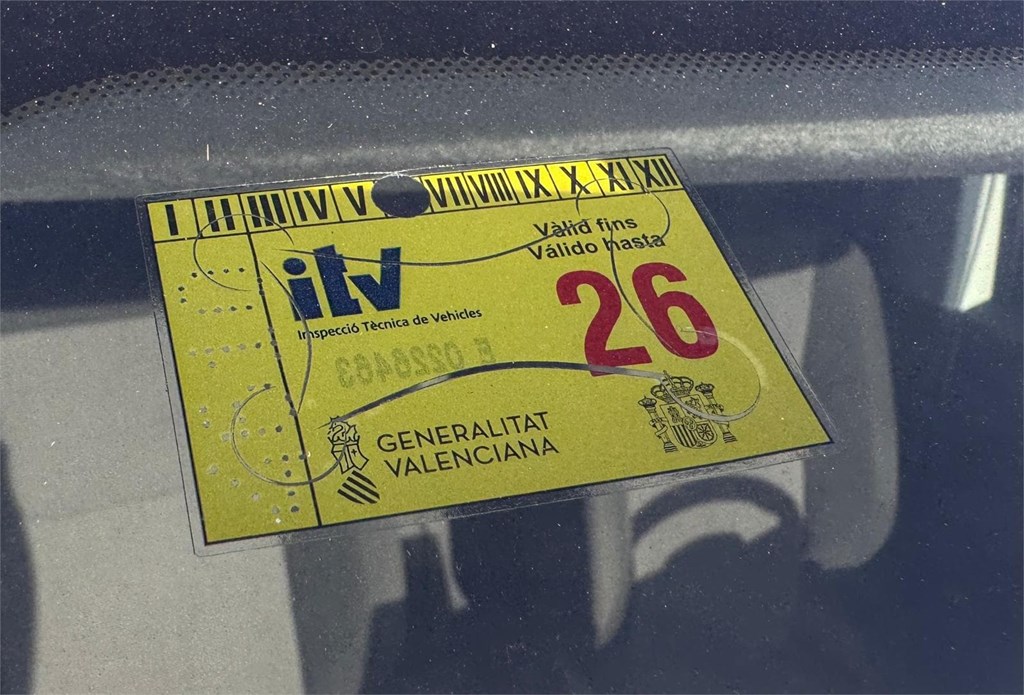 I II III IV V VII VIII IX X XI XII
Vàlid fins
Válido hasta
itv
26
Inspecció Tècnica de Vehicles
E 0226463
GENERALITAT
VALENCIANA